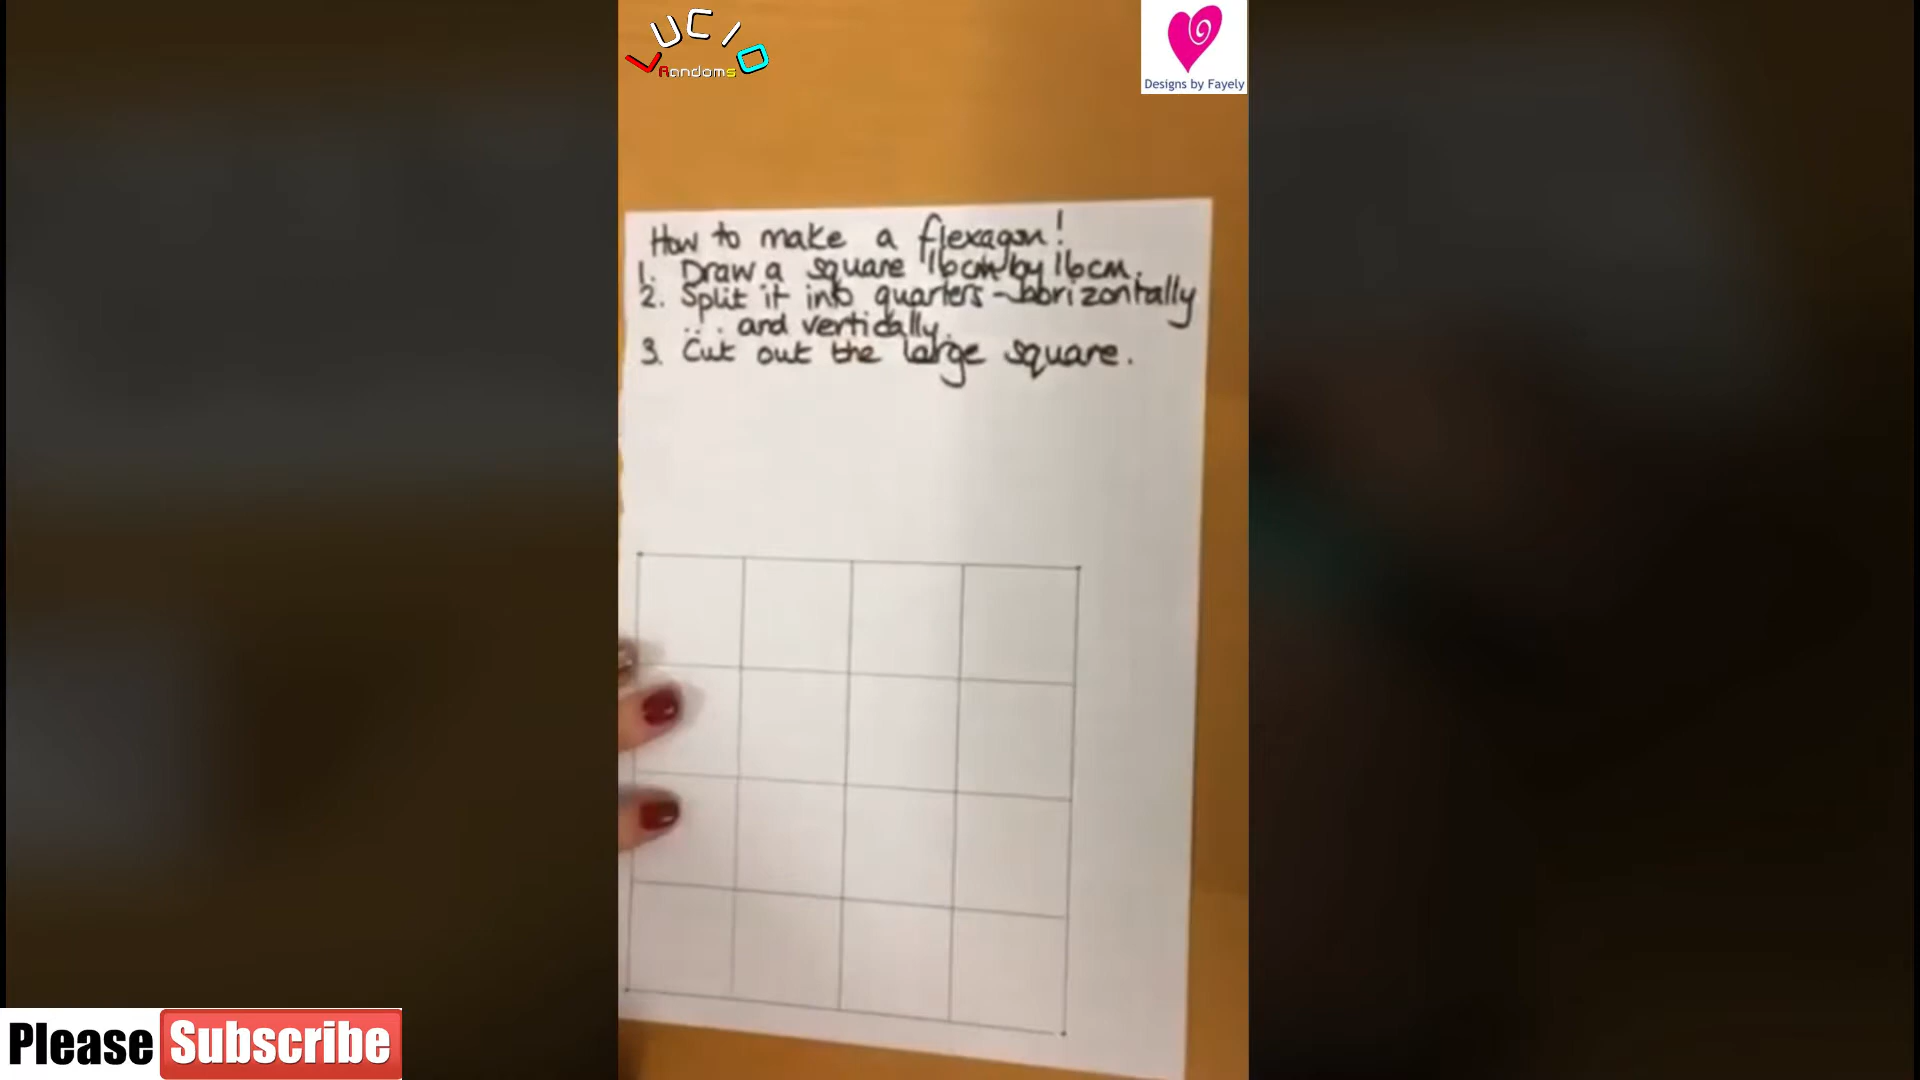 LUCIO
Randoms
Designs by Fayely
How to make a flexagon!
1. Draw a square 16cm by 16cm.
2. Split it into quarters - horizontally
... and vertically.
3. Cut out the large square.
Please Subscribe